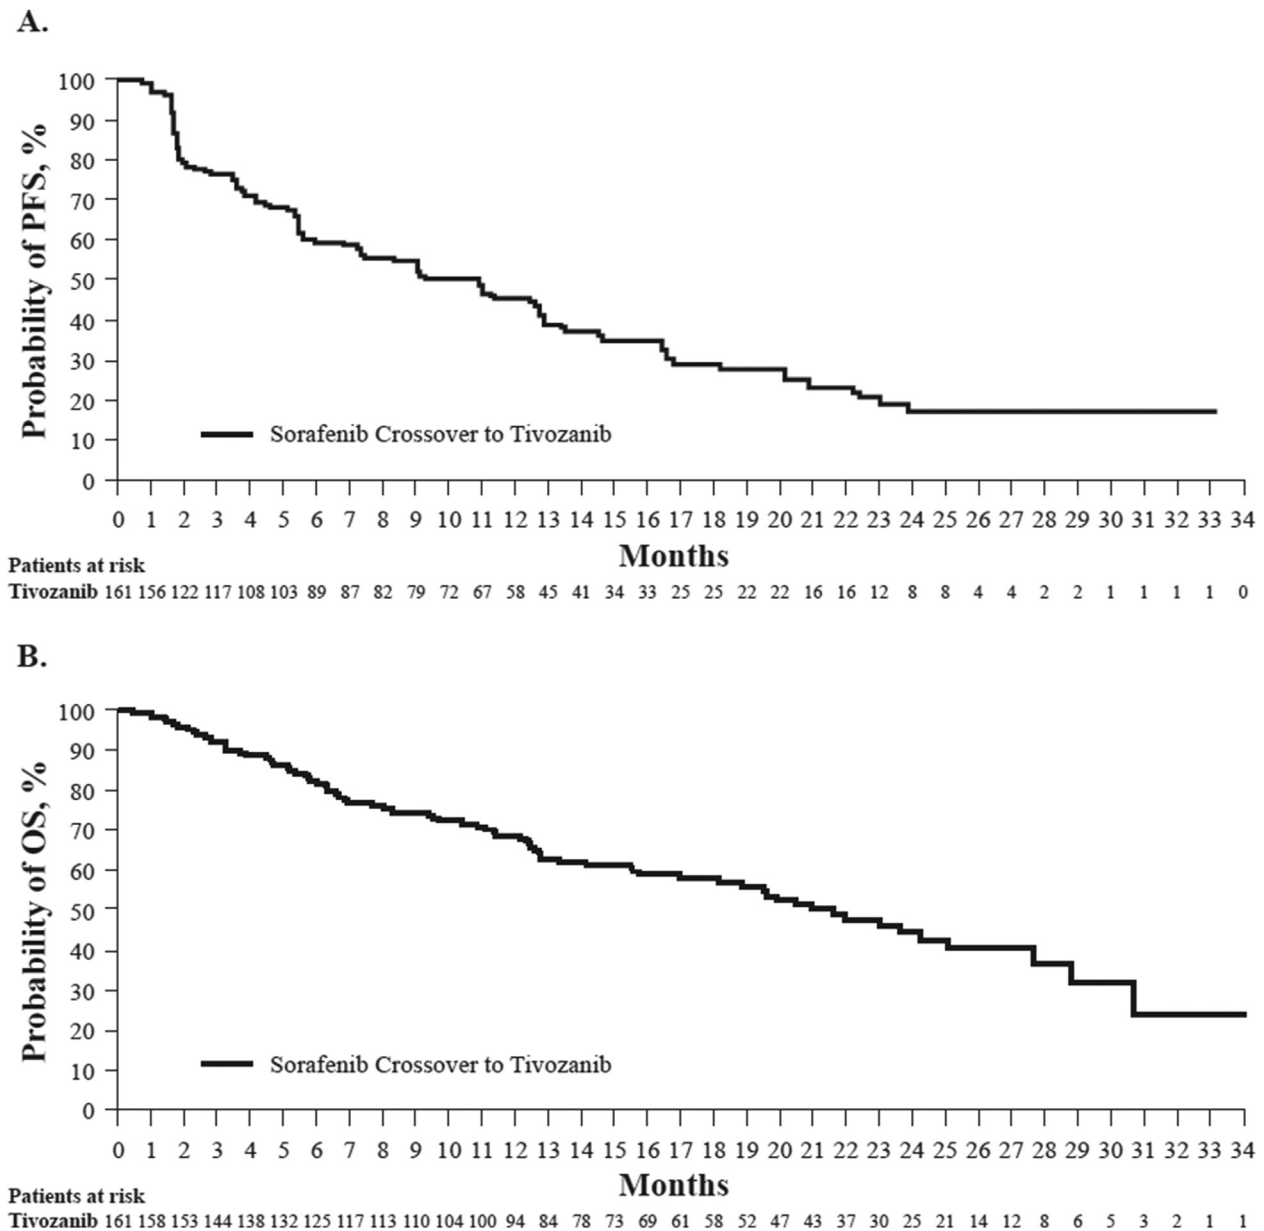 A.
Probability of PFS, %
100
90
80
70
60
50
40
30
20
10
0
Sorafenib Crossover to Tivozanib
0 1 2 3 4 5 6 7 8 9 10 11 12 13 14 15 16 17 18 19 20 21 22 23 24 25 26 27 28 29 30 31 32 33 34
Months
Patients at risk
Tivozanib 161 156 122 117 108 103 89 87 82 79 72 67 58 45 41 34 33 25 25 22 22 16 16 12 8 8 4 4 2 2 1 1 1 1 0
B.
Probability of OS, %
100
90
80
70
60
50
40
30
20
10
0
Sorafenib Crossover to Tivozanib
0 1 2 3 4 5 6 7 8 9 10 11 12 13 14 15 16 17 18 19 20 21 22 23 24 25 26 27 28 29 30 31 32 33 34
Months
Patients at risk
Tivozanib 161 158 153 144 138 132 125 117 113 110 104 100 94 84 78 73 69 61 58 52 47 43 37 30 25 21 14 12 8 6 5 3 2 1 1